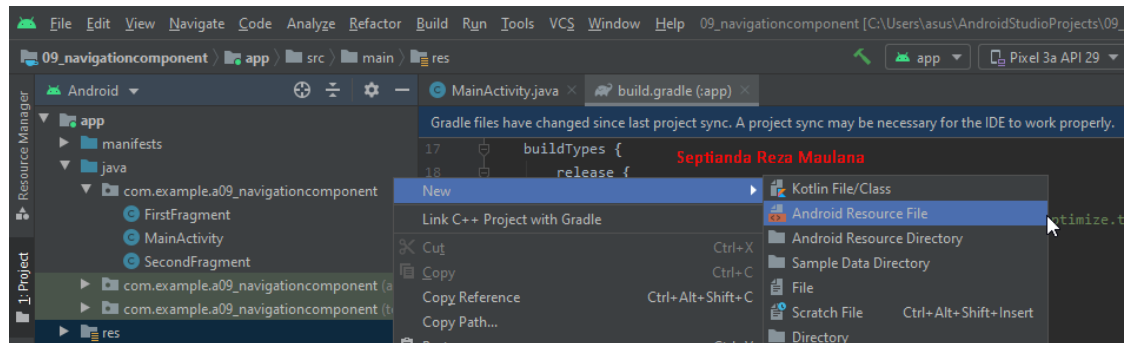 File Edit View Navigate Code Analyze Refactor Build Run Tools VCS Window Help 09_navigationcomponent [C:\Users\asus\AndroidStudioProjects\09_
09_navigationcomponent app src main res app Pixel 3a API 29
Android MainActivity.java build.gradle (:app)
Resource Manager
1: Project
app
manifests
java
com.example.a09_navigationcomponent
FirstFragment
MainActivity
SecondFragment
com.example.a09_navigationcomponent
com.example.a09_navigationcomponent
res
Gradle files have changed since last project sync. A project sync may be necessary for the IDE to work properly.
17 buildTypes {
Septianda Reza Maulana
18 release {
New
Link C++ Project with Gradle
Cut Ctrl+X
Copy Ctrl+C
Copy Reference Ctrl+Alt+Shift+C
Copy Path...
Kotlin File/Class
Android Resource File
Android Resource Directory
Sample Data Directory
File
Scratch File Ctrl+Alt+Shift+Insert
Directory
ptimize.t